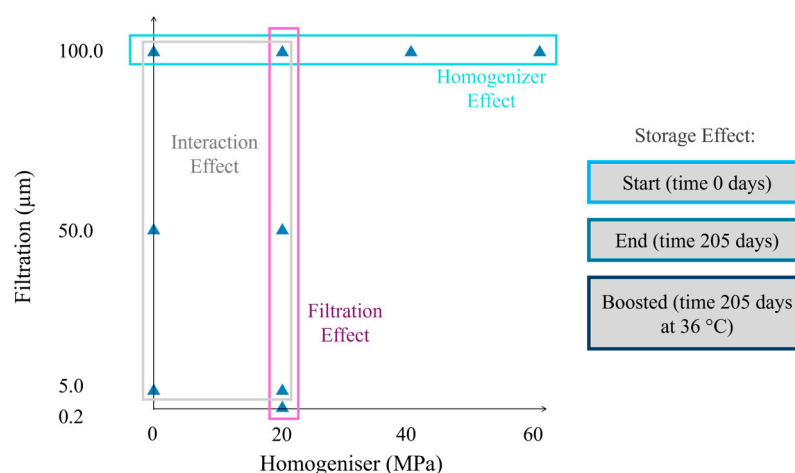 100.0
Homogenizer
Effect
Interaction
Effect
Storage Effect:
Start (time 0 days)
50.0
End (time 205 days)
Filtration (µm)
Filtration
Effect
Boosted (time 205 days
at 36 °C)
5.0
0.2
0
20
40
60
Homogeniser (MPa)